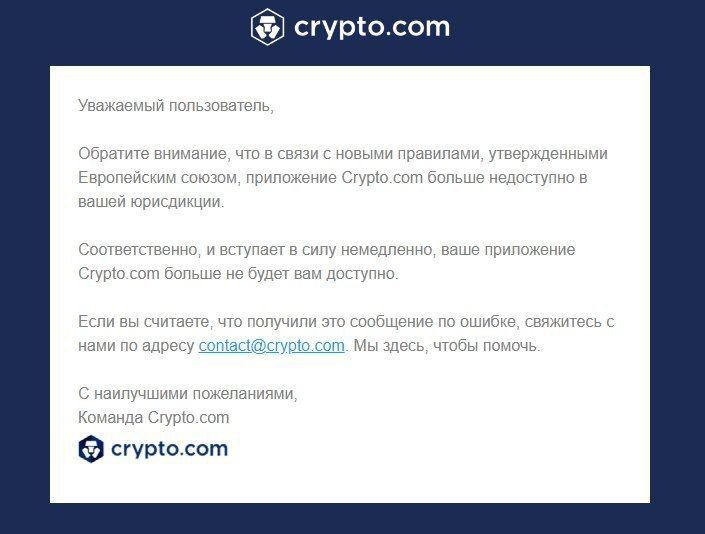 crypto.com
Уважаемый пользователь,
Обратите внимание, что в связи с новыми правилами, утвержденными
Европейским союзом, приложение Crypto.com больше недоступно в
вашей юрисдикции.
Соответственно, и вступает в силу немедленно, ваше приложение
Crypto.com больше не будет вам доступно.
Если вы считаете, что получили это сообщение по ошибке, свяжитесь с
нами по адресу contact@crypto.com. Мы здесь, чтобы помочь.
С наилучшими пожеланиями,
Команда Crypto.com
crypto.com